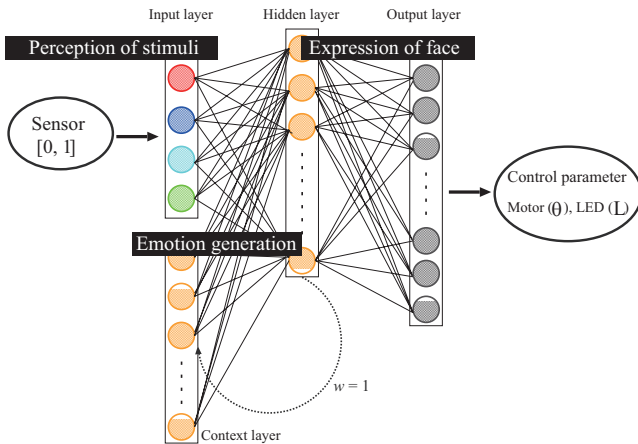 Input layer
Hidden layer
Output layer
Perception of stimuli
Expression of face
Sensor
[0, 1]
Control parameter
Motor (θ), LED (L)
Emotion generation
w = 1
Context layer